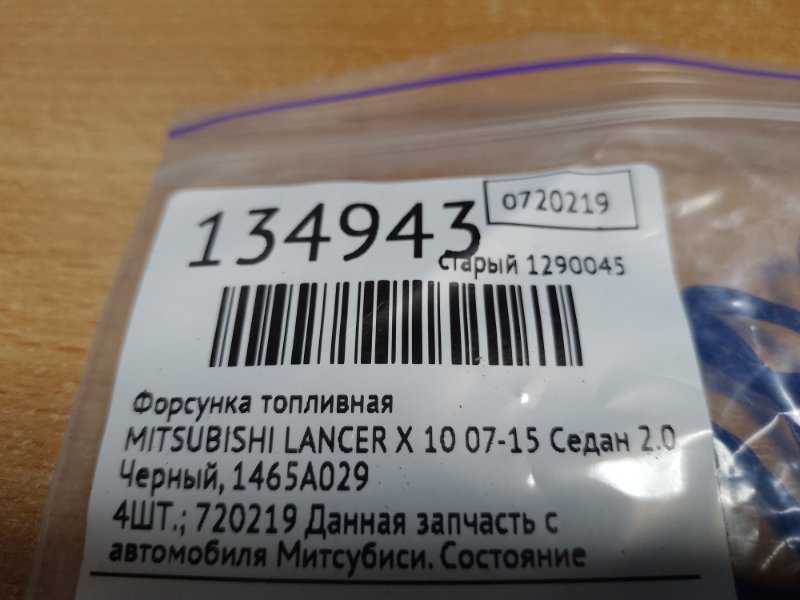 134943
о720219
старый 1290045
Форсунка топливная
MITSUBISHI LANCER X 10 07-15 Седан 2.0
Черный, 1465A029
4ШТ.; 720219 Данная запчасть с
автомобиля Митсубиси. Состояние